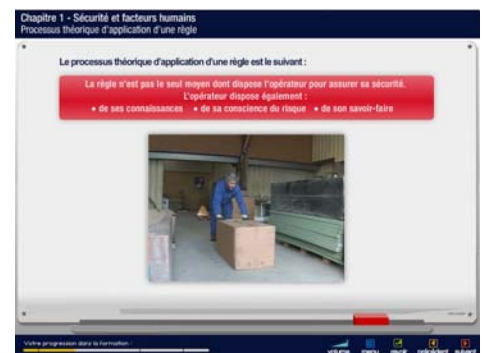 Chapitre 1 - Sécurité et facteurs humains
Processus théorique d'application d'une règle
Le processus théorique d'application d'une règle est le suivant :
La règle n'est pas le seul moyen dont dispose l'opérateur pour assurer sa sécurité.
L'opérateur dispose également :
• de ses connaissances • de sa conscience du risque • de son savoir-faire
Votre progression dans la formation :
volume menu revoir précédent suivant